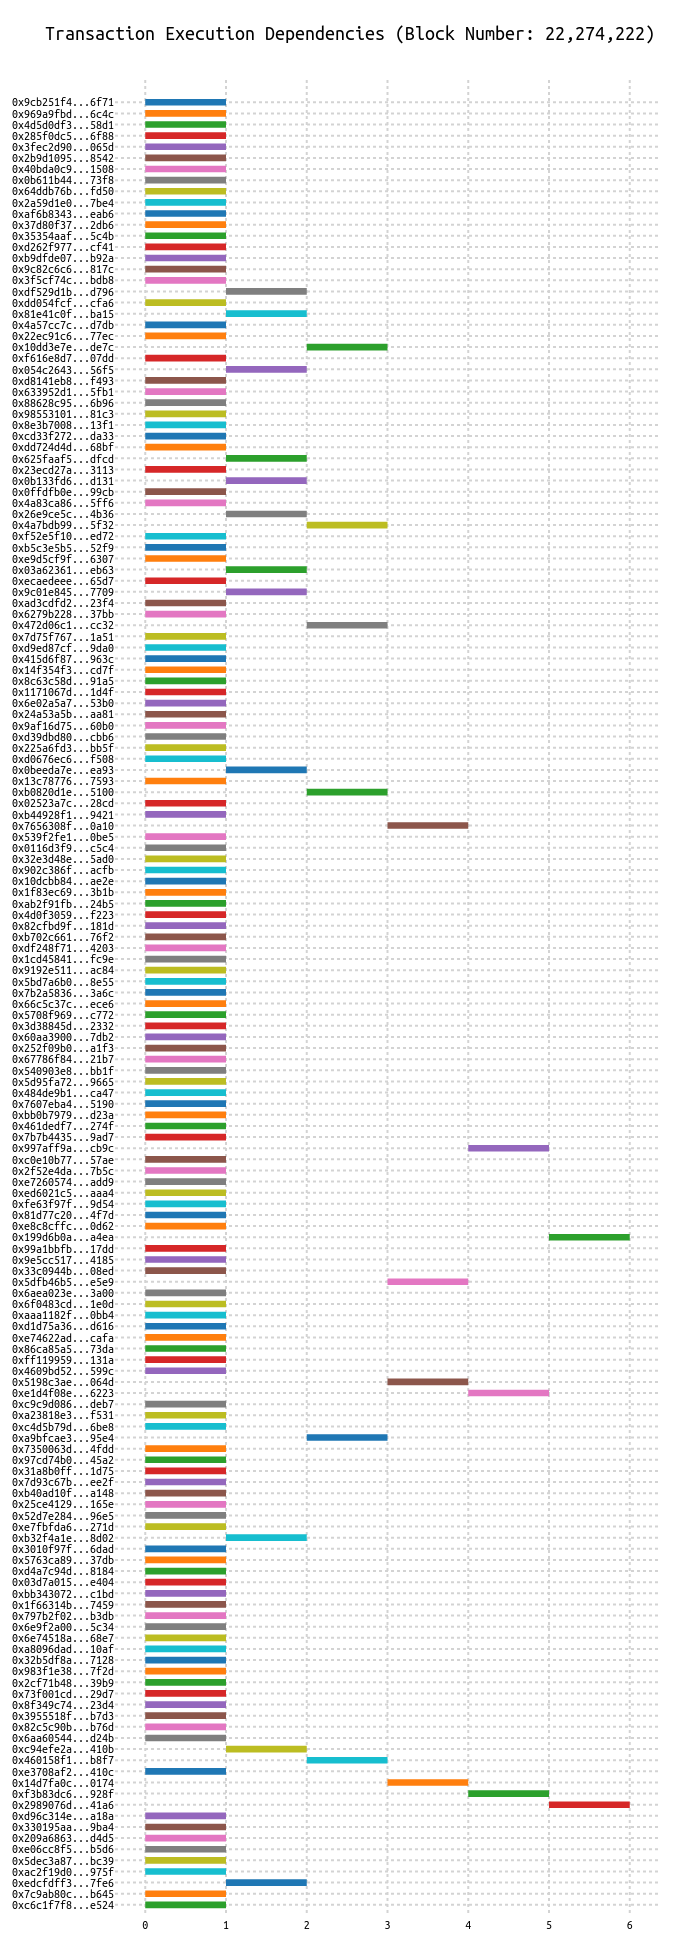 Transaction Execution Dependencies (Block Number: 22,274,222)
0x9cb251f4...6f71
0x969a9fbd...6c4c
0x4d5d0df3...58d1
0x285f0dc5...6f88
0x3fec2d90...065d
0x2b9d1095...8542
0x40bda0c9...1508
0x0b611b44...73f8
0x64ddb76b...fd50
0x2a59d1e0...7be4
0xaf6b8343...eab6
0x37d80f37...2db6
0x35354aaf...5c4b
0xd262f977...cf41
0xb9dfde07...b92a
0x9c82c6c6...817c
0x3f5cf74c...bdb8
0xdf529d1b...d796
0xdd054fcf...cfa6
0x81e41c0f...ba15
0x4a57cc7c...d7db
0x22ec91c6...77ec
0x10dd3e7e...de7c
0xf616e8d7...07dd
0x054c2643...56f5
0xd8141eb8...f493
0x633952d1...5fb1
0x88628c95...6b96
0x98553101...81c3
0x8e3b7008...13f1
0xcd33f272...da33
0xdd724d4d...68bf
0x625faaf5...dfcd
0x23ecd27a...3113
0x0b133fd6...d131
0x0ffdfb0e...99cb
0x4a83ca86...5ff6
0x26e9ce5c...4b36
0x4a7bdb99...5f32
0xf52e5f10...ed72
0xb5c3e5b5...52f9
0xe9d5cf9f...6307
0x03a62361...eb63
0xecaedeee...65d7
0x9c01e845...7709
0xad3cdfd2...23f4
0x6279b228...37bb
0x472d06c1...cc32
0x7d75f767...1a51
0xd9ed87cf...9da0
0x415d6f87...963c
0x14f354f3...cd7f
0x8c63c58d...91a5
0x1171067d...1d4f
0x6e02a5a7...53b0
0x24a53a5b...aa81
0x9af16d75...60b0
0xd39dbd80...cbb6
0x225a6fd3...bb5f
0xd0676ec6...f508
0x0beeda7e...ea93
0x13c78776...7593
0xb0820d1e...5100
0x02523a7c...28cd
0xb44928f1...9421
0x7656308f...0a10
0x539f2fe1...0be5
0x0116d3f9...c5c4
0x32e3d48e...5ad0
0x902c386f...acfb
0x10dcbb84...ae2e
0x1f83ec69...3b1b
0xab2f91fb...24b5
0x4d0f3059...f223
0x82cfbd9f...181d
0xb702c661...76f2
0xdf248f71...4203
0x1cd45841...fc9e
0x9192e511...ac84
0x5bd7a6b0...8e55
0x7b2a5836...3a6c
0x66c5c37c...ece6
0x5708f969...c772
0x3d38845d...2332
0x60aa3900...7db2
0x252f09b0...a1f3
0x67786f84...21b7
0x540903e8...bb1f
0x5d95fa72...9665
0x484de9b1...ca47
0x7607eba4...5190
0xbb0b7979...d23a
0x461dedf7...274f
0x7b7b4435...9ad7
0x997aff9a...cb9c
0xc0e10b77...57ae
0x2f52e4da...7b5c
0xe7260574...add9
0xed6021c5...aaa4
0xfe63f97f...9d54
0x81d77c20...4f7d
0xe8c8cffc...0d62
0x199d6b0a...a4ea
0x99a1bbfb...17dd
0x9e5cc517...4185
0x33c0944b...08ed
0x5dfb46b5...e5e9
0x6aea023e...3a00
0x6f0483cd...1e0d
0xaaa1182f...0bb4
0xd1d75a36...d616
0xe74622ad...cafa
0x86ca85a5...73da
0xff119959...131a
0x4609bd52...599c
0x5198c3ae...064d
0xe1d4f08e...6223
0xc9c9d086...deb7
0xa23818e3...f531
0xc4d5b79d...6be8
0xa9bfcae3...95e4
0x7350063d...4fdd
0x97cd74b0...45a2
0x31a8b0ff...1d75
0x7d93c67b...ee2f
0xb40ad10f...a148
0x25ce4129...165e
0x52d7e284...96e5
0xe7fbfda6...271d
0xb32f4a1e...8d02
0x3010f97f...6dad
0x5763ca89...37db
0xd4a7c94d...8184
0x03d7a015...e404
0xbb343072...c1bd
0x1f66314b...7459
0x797b2f02...b3db
0x6e9f2a00...5c34
0x6e74518a...68e7
0xa8096dad...10af
0x32b5df8a...7128
0x983f1e38...7f2d
0x2cf71b48...39b9
0x73f001cd...29d7
0x8f349c74...23d4
0x3955518f...b7d3
0x82c5c90b...b76d
0x6aa60544...d24b
0xc94efe2a...410b
0x460158f1...b8f7
0xe3708af2...410c
0x14d7fa0c...0174
0xf3b83dc6...928f
0x2989076d...41a6
0xd96c314e...a18a
0x330195aa...9ba4
0x209a6863...d4d5
0xe06cc8f5...b5d6
0x5dec3a87...bc39
0xac2f19d0...975f
0xedcfdff3...7fe6
0x7c9ab80c...b645
0xc6c1f7f8...e524
0 1 2 3 4 5 6